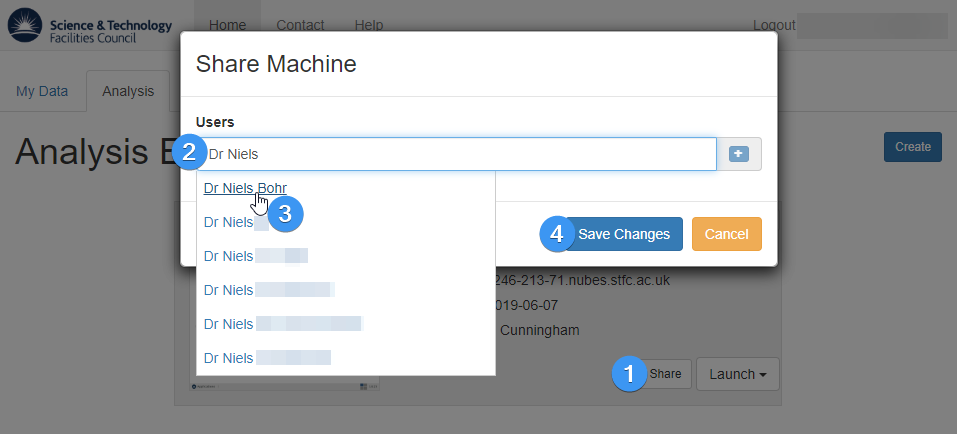 Science & Technology
Facilities Council
Home
Contact
Help
Logout
Share Machine
My Data
Analysis
Users
Analysis E
2
Dr Niels
Create
Dr Niels Bohr
3
Dr Niels
4
Save Changes
Cancel
Dr Niels
246-213-71.nubes.stfc.ac.uk
Dr Niels
019-06-07
Dr Niels
Cunningham
Dr Niels
1
Share
Launch